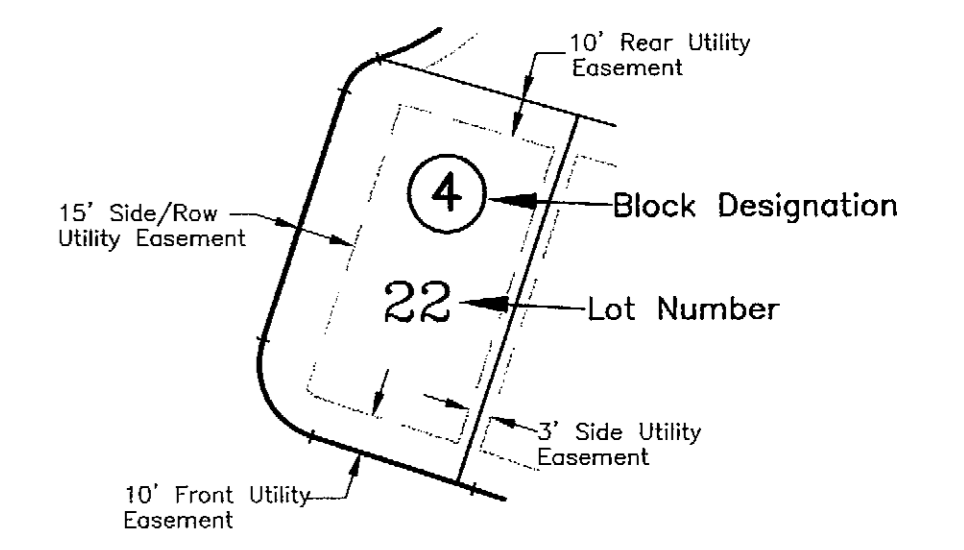 10' Rear Utility
Easement
4
Block Designation
15' Side/Row
Utility Easement
22
Lot Number
3' Side Utility
Easement
10' Front Utility
Easement